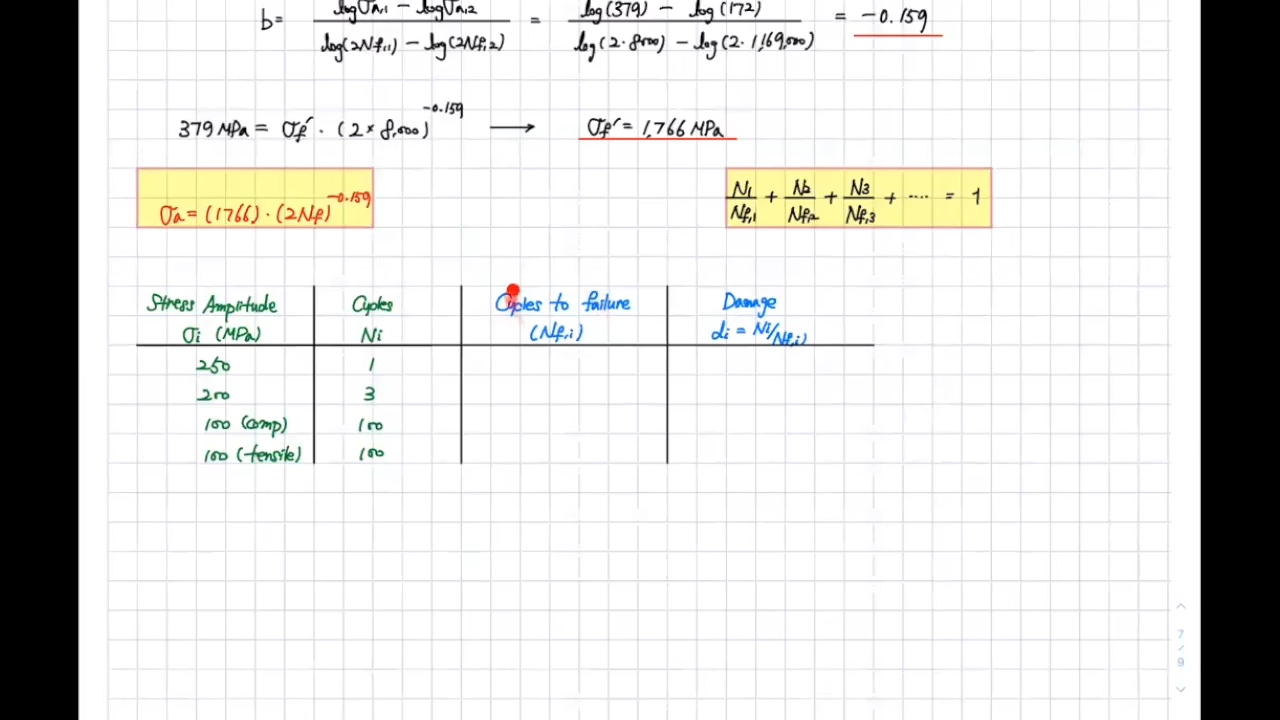 b = (log σa,1 − log σa,2) / (log(2Nf,1) − log(2Nf,2)) = (log(379) − log(172)) / (log(2·8,000) − log(2·1,169,000)) = −0.159
379 MPa = σf′ · (2 × 8,000)^−0.159 ⟶ σf′ = 1,766 MPa
σa = (1766) · (2Nf)^−0.159
N1/Nf,1 + N2/Nf,2 + N3/Nf,3 + ···· = 1
Stress Amplitude Cycles Cycles to failure Damage
σi (MPa) Ni (Nf,i) di = Ni/Nf,i)
250 1
200 3
100 (comp) 100
100 (tensile) 100
7
/
9